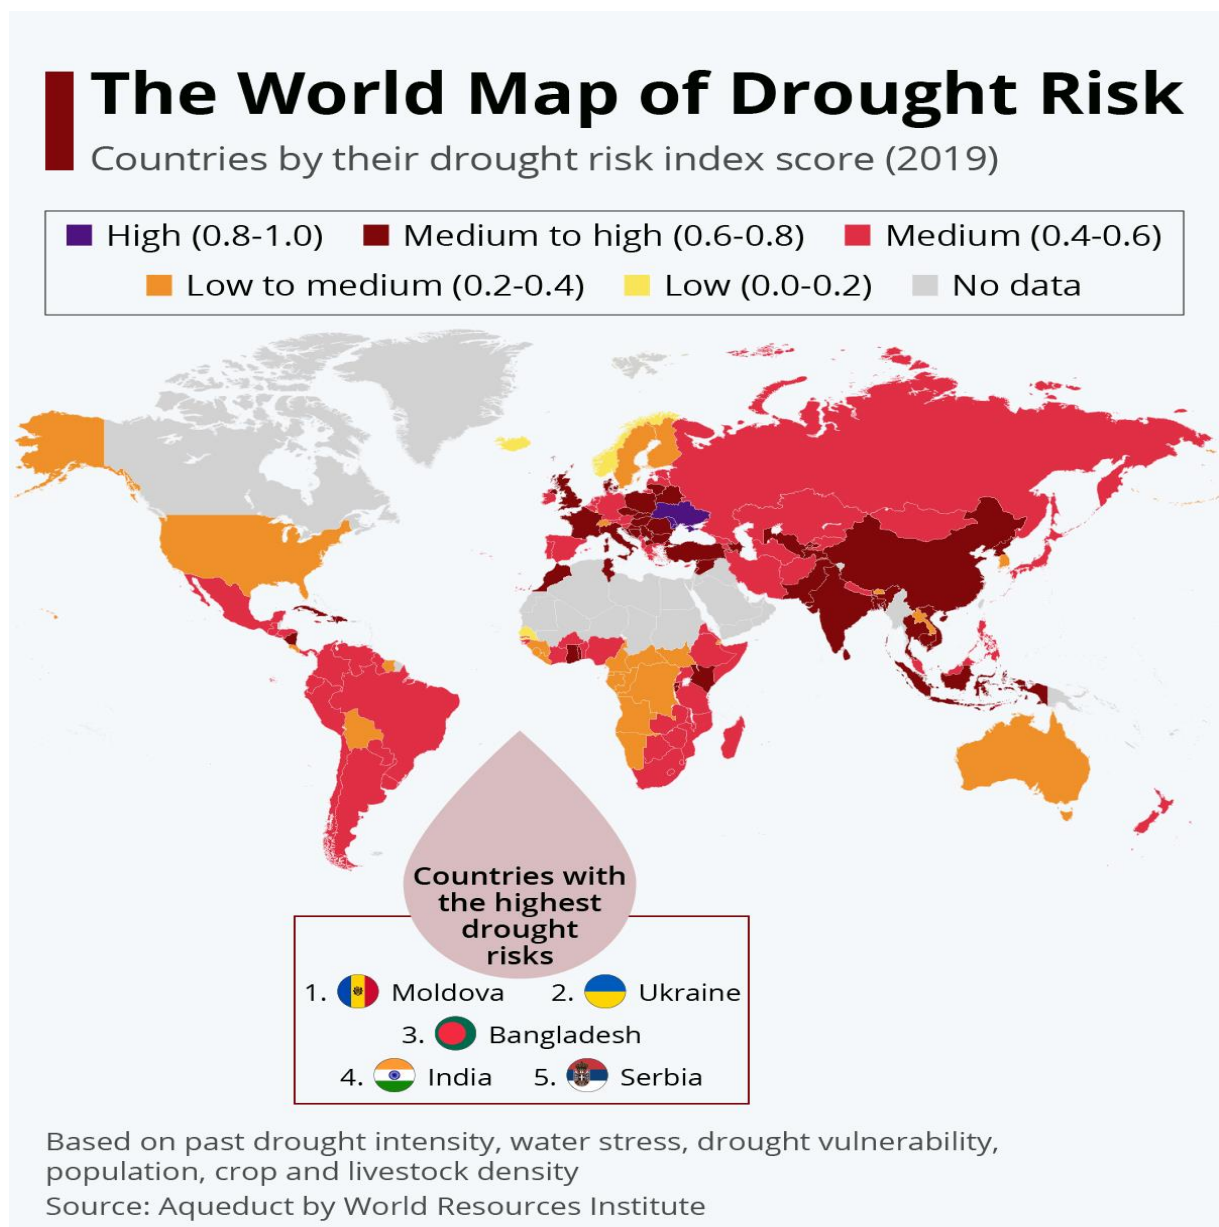 The World Map of Drought Risk
Countries by their drought risk index score (2019)
High (0.8-1.0) Medium to high (0.6-0.8) Medium (0.4-0.6)
Low to medium (0.2-0.4) Low (0.0-0.2) No data
Countries with
the highest
drought
risks
1. Moldova 2. Ukraine
3. Bangladesh
4. India 5. Serbia
Based on past drought intensity, water stress, drought vulnerability,
population, crop and livestock density
Source: Aqueduct by World Resources Institute